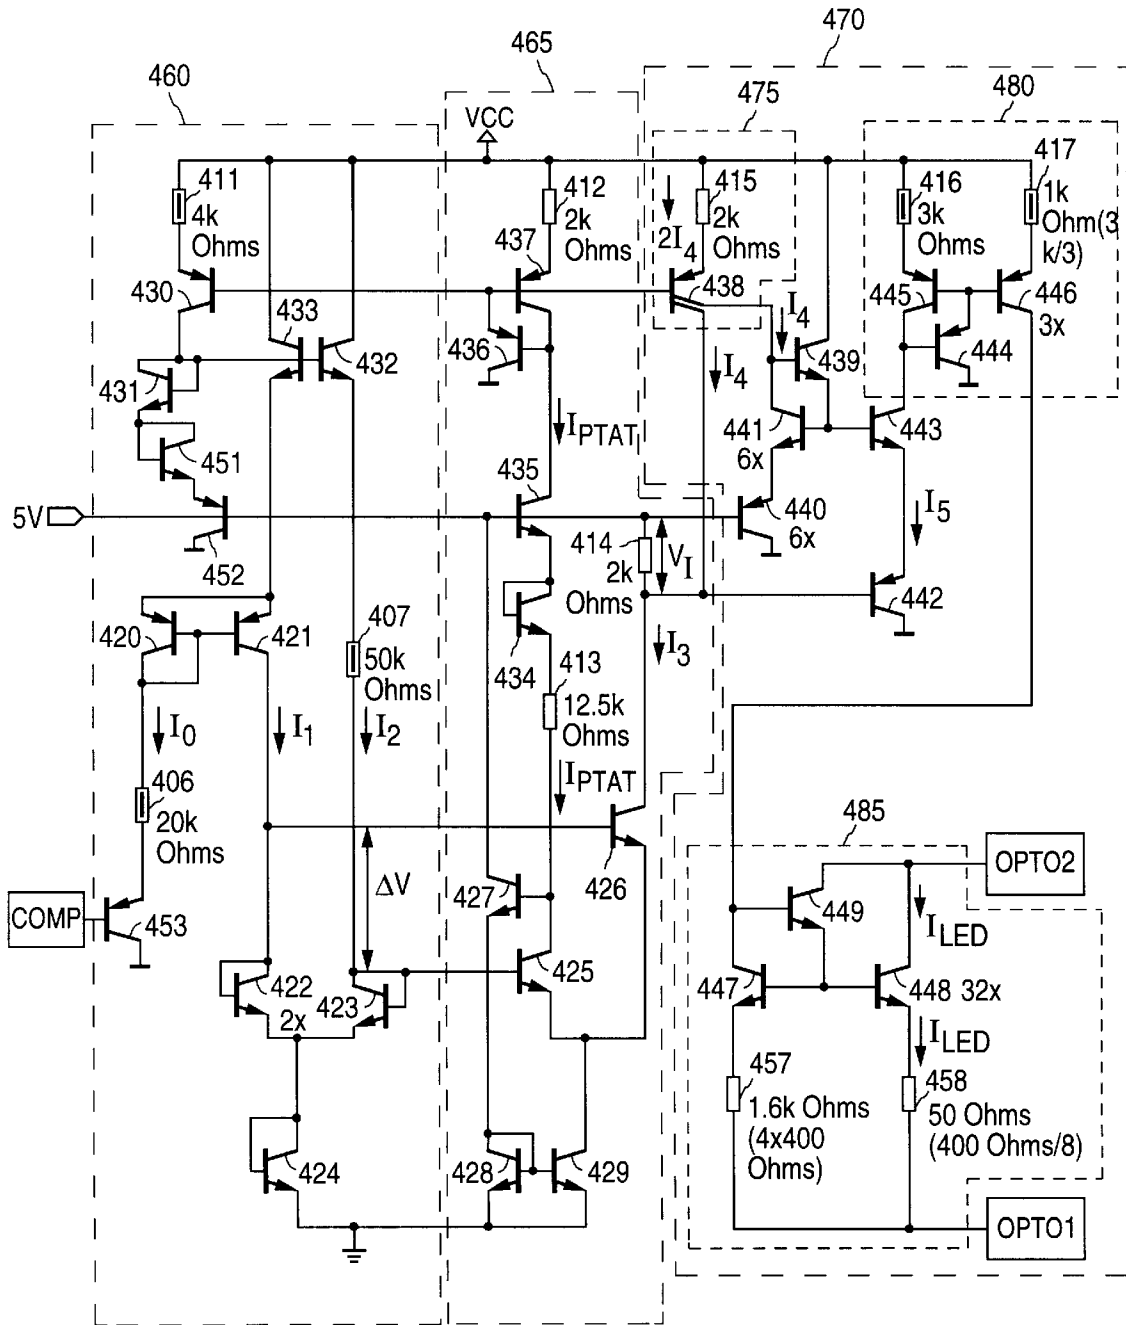 470
465
460
475
480
VCC
411
4k
Ohms
412
2k
Ohms
415
2k
Ohms
416
3k
Ohms
417
1k
Ohm(3
k/3)
2I4
437
430
433
438
445
446
3x
I4
432
436
439
444
431
I4
IPTAT
441
6x
443
451
435
5V
I5
440
6x
452
414
2k
Ohms
VI
442
420
421
407
50k
Ohms
434
I3
413
12.5k
Ohms
I0
I1
I2
IPTAT
406
20k
Ohms
485
426
OPTO2
ΔV
427
449
ILED
COMP
453
425
422
2x
423
447
448 32x
ILED
457
1.6k Ohms
(4x400
Ohms)
458
50 Ohms
(400 Ohms/8)
424
428
429
OPTO1